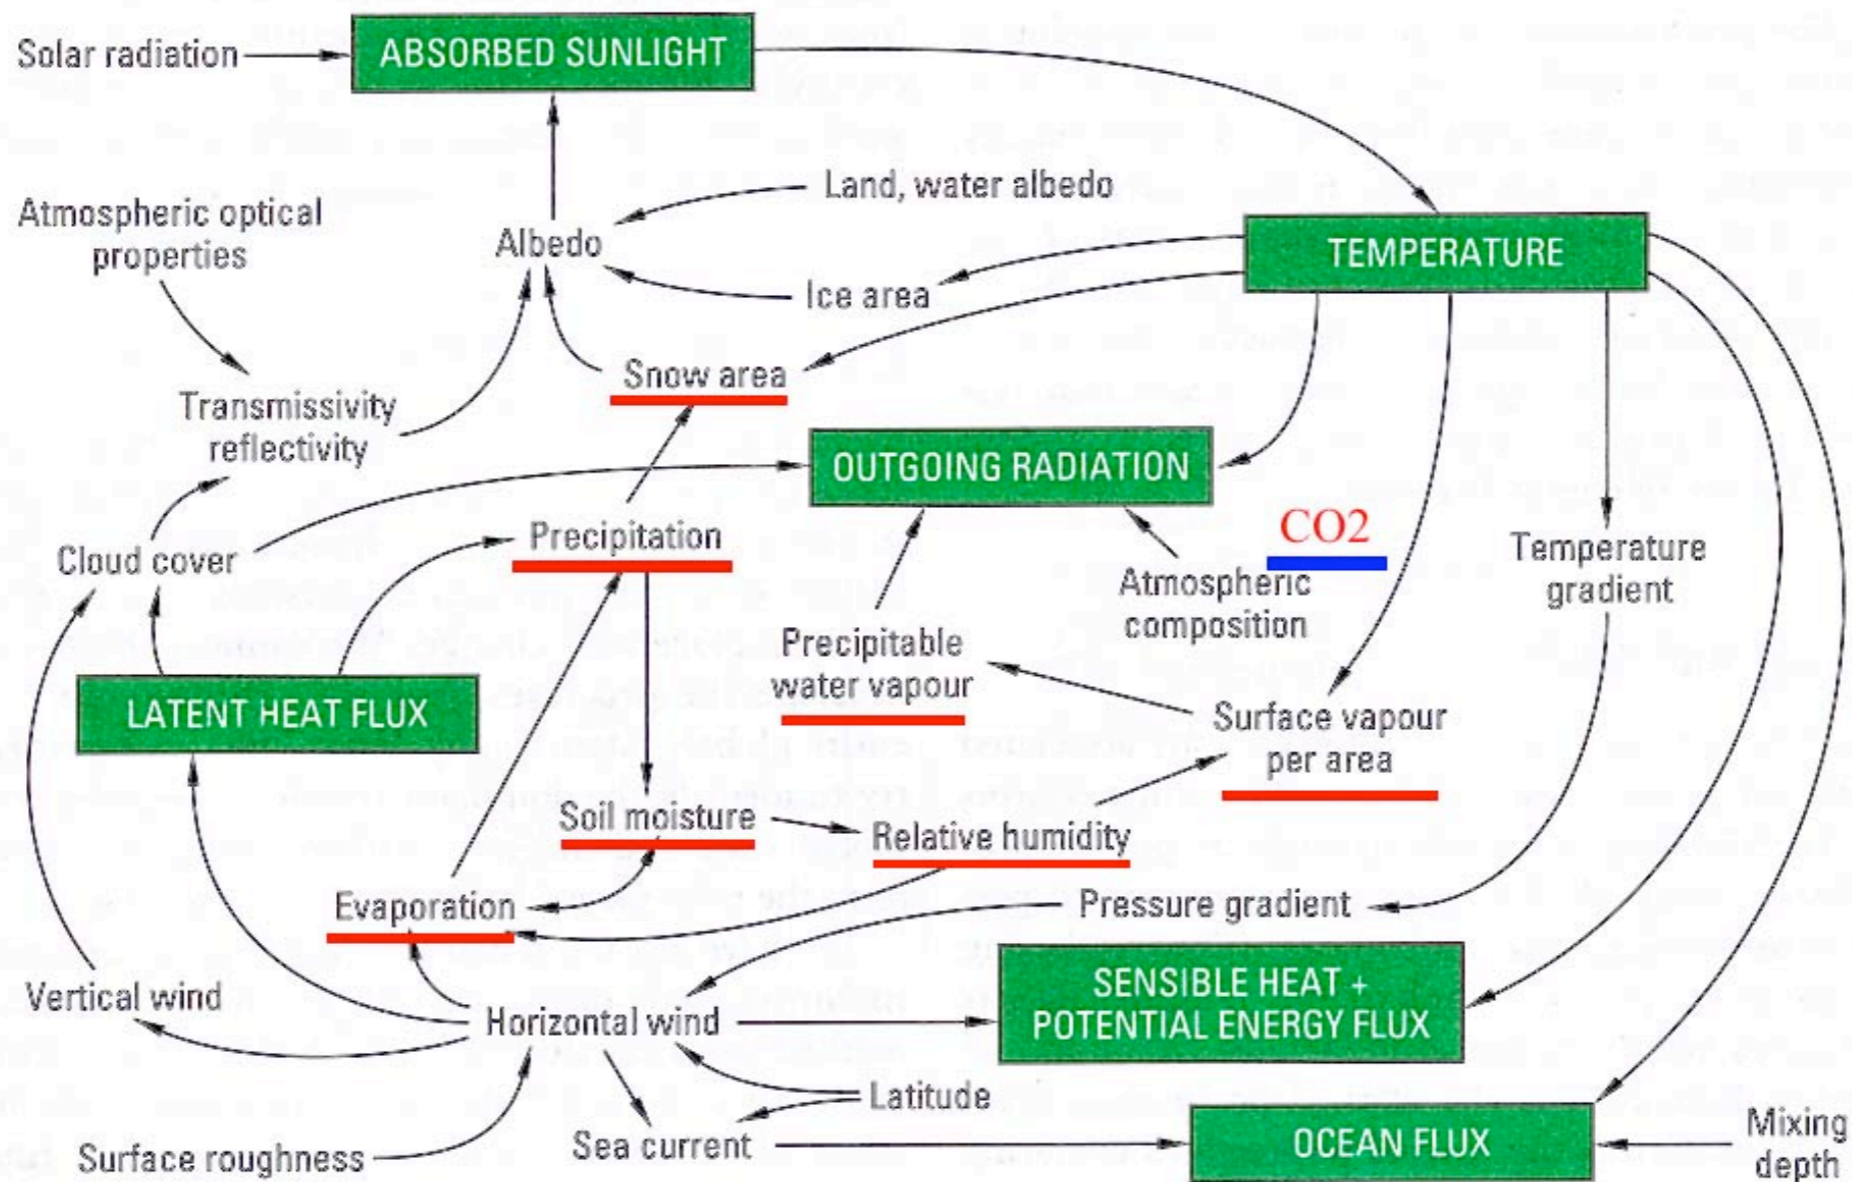 Solar radiation
ABSORBED SUNLIGHT
Land, water albedo
Atmospheric optical
properties
Albedo
TEMPERATURE
Ice area
Snow area
Transmissivity
reflectivity
OUTGOING RADIATION
CO2
Precipitation
Cloud cover
Temperature
gradient
Atmospheric
composition
Precipitable
water vapour
LATENT HEAT FLUX
Surface vapour
per area
Soil moisture
Relative humidity
Evaporation
Pressure gradient
Vertical wind
Horizontal wind
SENSIBLE HEAT +
POTENTIAL ENERGY FLUX
Latitude
Surface roughness
Sea current
OCEAN FLUX
Mixing
depth